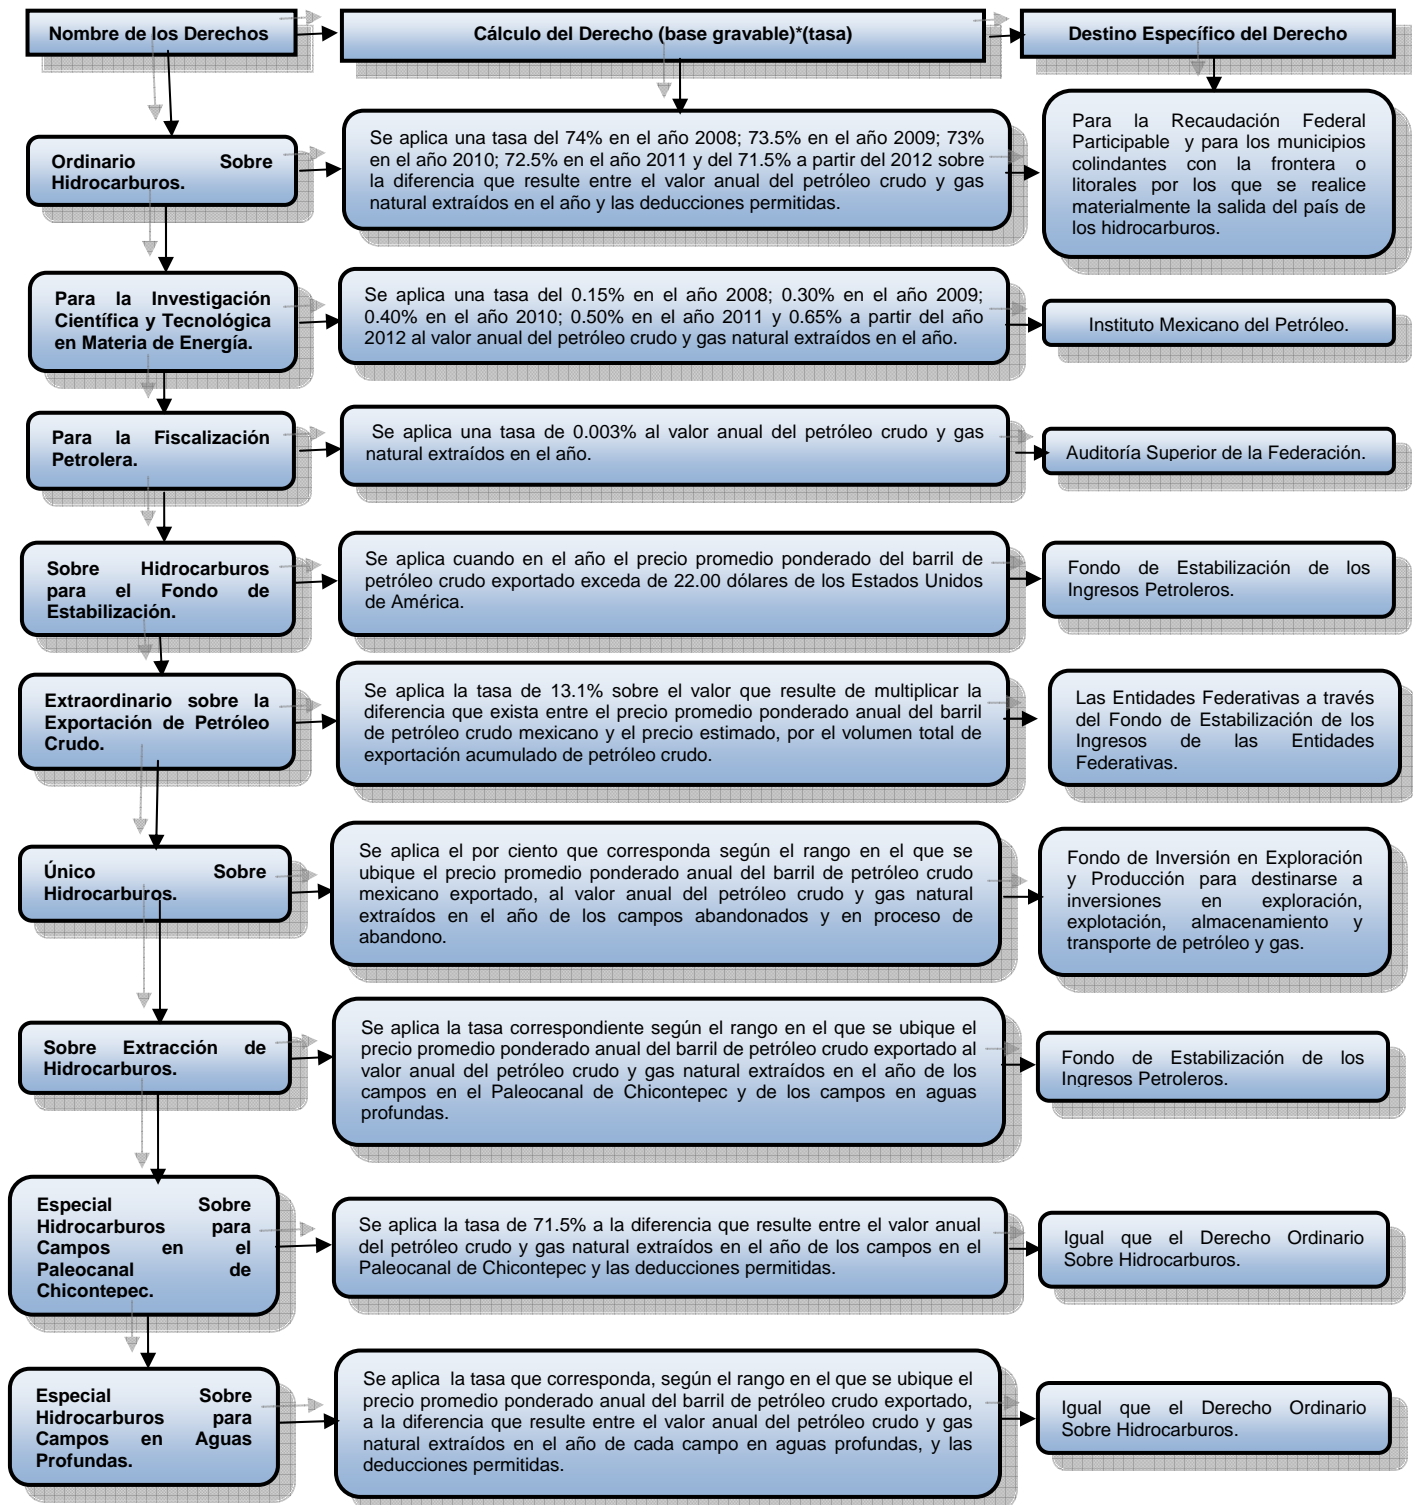 Nombre de los Derechos
Cálculo del Derecho (base gravable)*(tasa)
Destino Específico del Derecho
Ordinario Sobre
Hidrocarburos.
Se aplica una tasa del 74% en el año 2008; 73.5% en el año 2009; 73%
en el año 2010; 72.5% en el año 2011 y del 71.5% a partir del 2012 sobre
la diferencia que resulte entre el valor anual del petróleo crudo y gas
natural extraídos en el año y las deducciones permitidas.
Para la Recaudación Federal
Participable y para los municipios
colindantes con la frontera o
litorales por los que se realice
materialmente la salida del país de
los hidrocarburos.
Para la Investigación
Científica y Tecnológica
en Materia de Energía.
Se aplica una tasa del 0.15% en el año 2008; 0.30% en el año 2009;
0.40% en el año 2010; 0.50% en el año 2011 y 0.65% a partir del año
2012 al valor anual del petróleo crudo y gas natural extraídos en el año.
Instituto Mexicano del Petróleo.
Para la Fiscalización
Petrolera.
Se aplica una tasa de 0.003% al valor anual del petróleo crudo y gas
natural extraídos en el año.
Auditoría Superior de la Federación.
Sobre Hidrocarburos
para el Fondo de
Estabilización.
Se aplica cuando en el año el precio promedio ponderado del barril de
petróleo crudo exportado exceda de 22.00 dólares de los Estados Unidos
de América.
Fondo de Estabilización de los
Ingresos Petroleros.
Extraordinario sobre la
Exportación de Petróleo
Crudo.
Se aplica la tasa de 13.1% sobre el valor que resulte de multiplicar la
diferencia que exista entre el precio promedio ponderado anual del barril
de petróleo crudo mexicano y el precio estimado, por el volumen total de
exportación acumulado de petróleo crudo.
Las Entidades Federativas a través
del Fondo de Estabilización de los
Ingresos de las Entidades
Federativas.
Único Sobre
Hidrocarburos.
Se aplica el por ciento que corresponda según el rango en el que se
ubique el precio promedio ponderado anual del barril de petróleo crudo
mexicano exportado, al valor anual del petróleo crudo y gas natural
extraídos en el año de los campos abandonados y en proceso de
abandono.
Fondo de Inversión en Exploración
y Producción para destinarse a
inversiones en exploración,
explotación, almacenamiento y
transporte de petróleo y gas.
Sobre Extracción de
Hidrocarburos.
Se aplica la tasa correspondiente según el rango en el que se ubique el
precio promedio ponderado anual del barril de petróleo crudo exportado al
valor anual del petróleo crudo y gas natural extraídos en el año de los
campos en el Paleocanal de Chicontepec y de los campos en aguas
profundas.
Fondo de Estabilización de los
Ingresos Petroleros.
Especial Sobre
Hidrocarburos para
Campos en el
Paleocanal de
Chicontepec.
Se aplica la tasa de 71.5% a la diferencia que resulte entre el valor anual
del petróleo crudo y gas natural extraídos en el año de los campos en el
Paleocanal de Chicontepec y las deducciones permitidas.
Igual que el Derecho Ordinario
Sobre Hidrocarburos.
Especial Sobre
Hidrocarburos para
Campos en Aguas
Profundas.
Se aplica la tasa que corresponda, según el rango en el que se ubique el
precio promedio ponderado anual del barril de petróleo crudo exportado,
a la diferencia que resulte entre el valor anual del petróleo crudo y gas
natural extraídos en el año de cada campo en aguas profundas, y las
deducciones permitidas.
Igual que el Derecho Ordinario
Sobre Hidrocarburos.